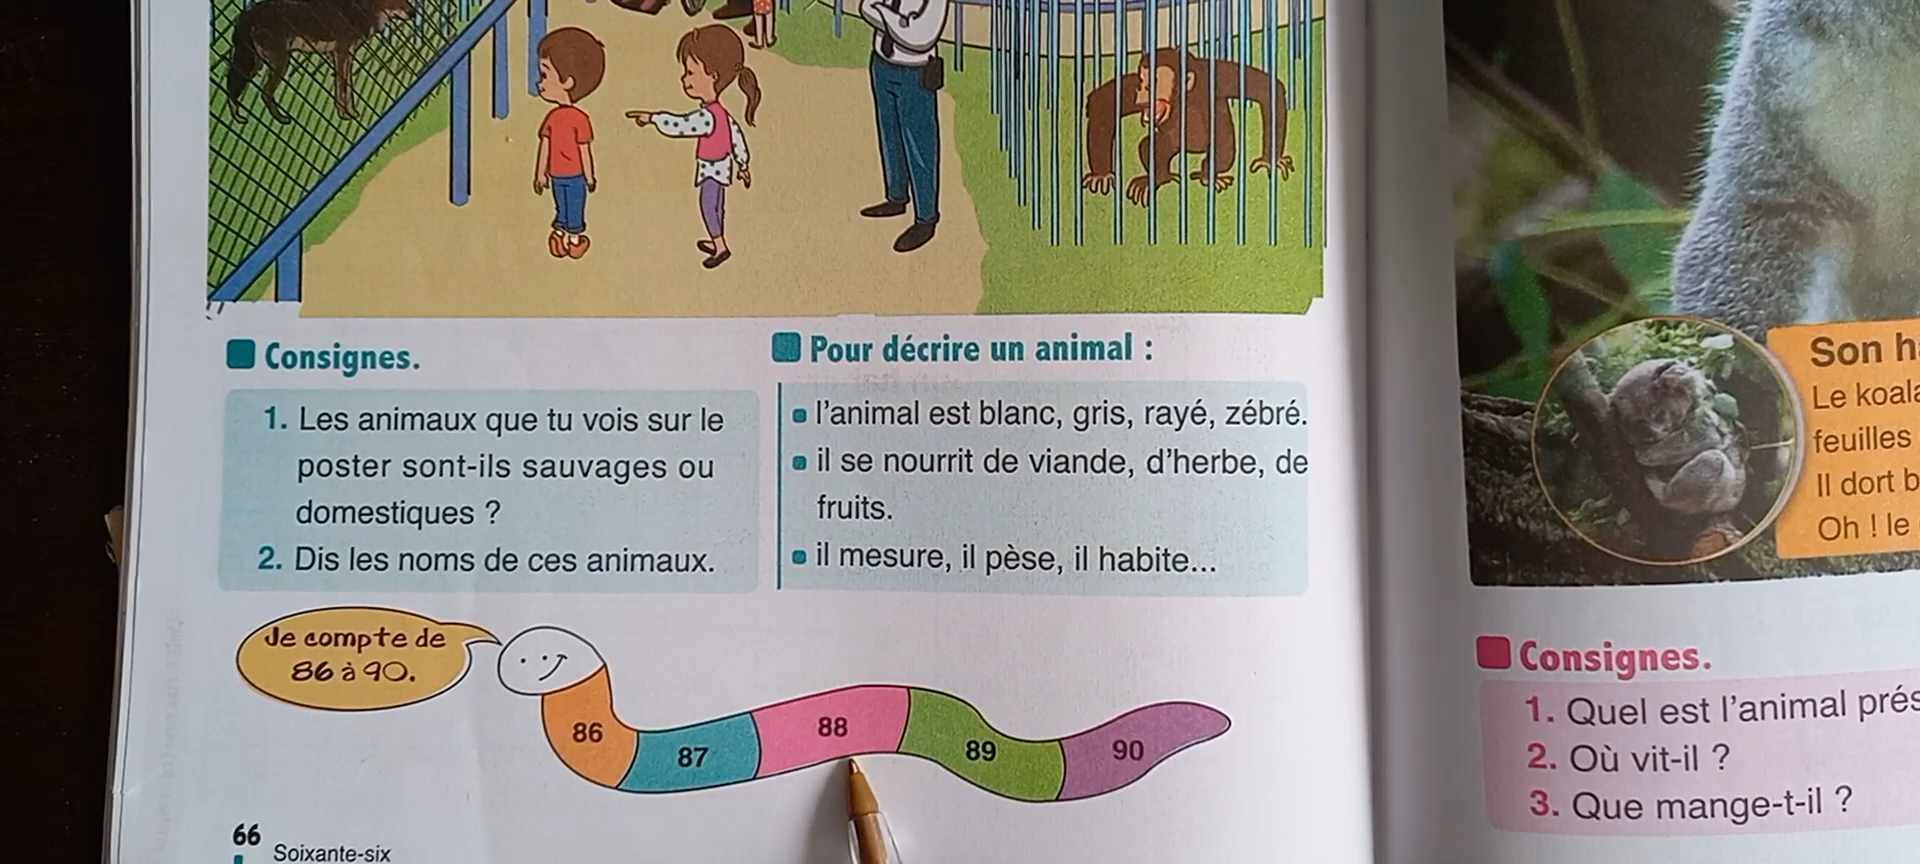 Consignes.
1. Les animaux que tu vois sur le
poster sont-ils sauvages ou
domestiques ?
2. Dis les noms de ces animaux.
Pour décrire un animal :
l'animal est blanc, gris, rayé, zébré.
il se nourrit de viande, d'herbe, de
fruits.
il mesure, il pèse, il habite...
Je compte de
86 à 90.
86
87
88
89
90
66
Soixante-six
Son
Le
feuilles
Il dort
Oh ! le
Consignes.
1. Quel est l'animal
2. Où vit-il ?
3. Que mange-t-il ?